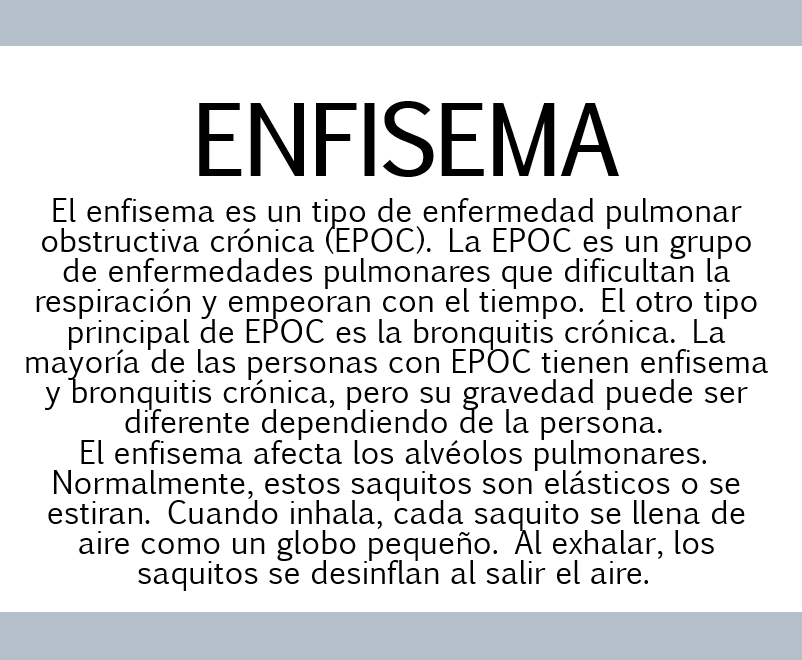 ENFISEMA
El enfisema es un tipo de enfermedad pulmonar
obstructiva crónica (EPOC). La EPOC es un grupo
de enfermedades pulmonares que dificultan la
respiración y empeoran con el tiempo. El otro tipo
principal de EPOC es la bronquitis crónica. La
mayoría de las personas con EPOC tienen enfisema
y bronquitis crónica, pero su gravedad puede ser
diferente dependiendo de la persona.
El enfisema afecta los alvéolos pulmonares.
Normalmente, estos saquitos son elásticos o se
estiran. Cuando inhala, cada saquito se llena de
aire como un globo pequeño. Al exhalar, los
saquitos se desinflan al salir el aire.